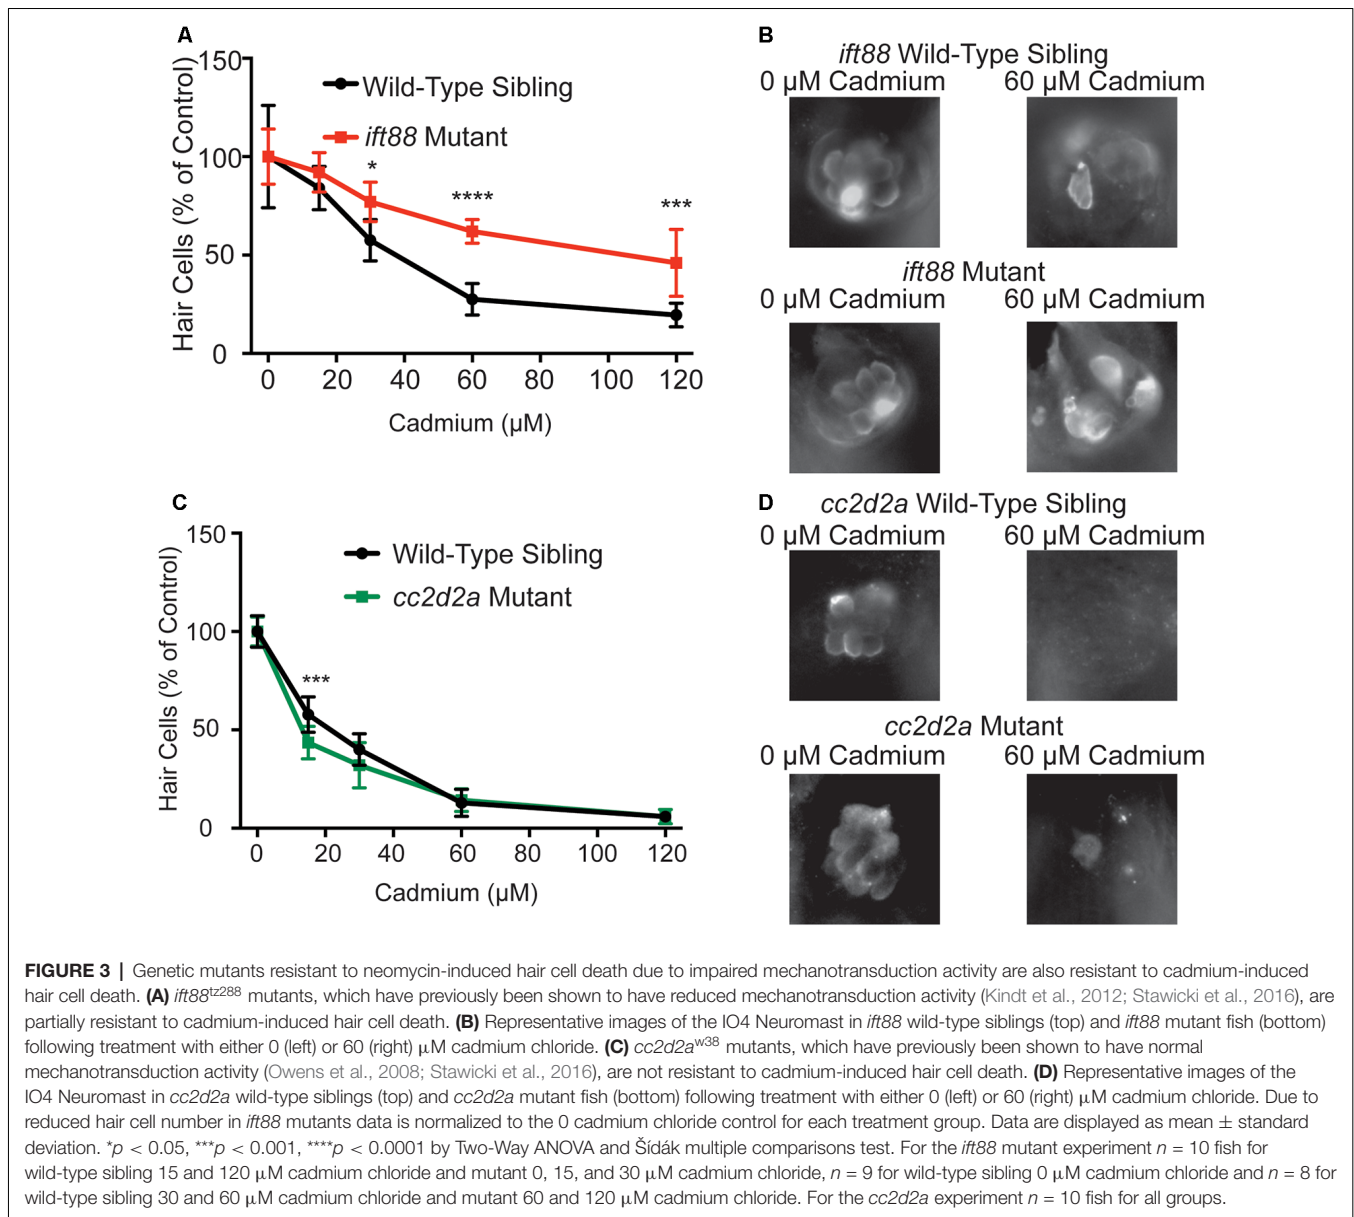 A
150
100
50
0
Hair Cells (% of Control)
Wild-Type Sibling
ift88 Mutant
*
****
***
0 20 40 60 80 100 120
Cadmium (µM)
B
ift88 Wild-Type Sibling
0 µM Cadmium 60 µM Cadmium
ift88 Mutant
0 µM Cadmium 60 µM Cadmium
C
150
100
50
0
Hair Cells (% of Control)
Wild-Type Sibling
cc2d2a Mutant
***
0 20 40 60 80 100 120
Cadmium (µM)
D
cc2d2a Wild-Type Sibling
0 µM Cadmium 60 µM Cadmium
cc2d2a Mutant
0 µM Cadmium 60 µM Cadmium
FIGURE 3 | Genetic mutants resistant to neomycin-induced hair cell death due to impaired mechanotransduction activity are also resistant to cadmium-induced
hair cell death. (A) ift88tz288 mutants, which have previously been shown to have reduced mechanotransduction activity (Kindt et al., 2012; Stawicki et al., 2016), are
partially resistant to cadmium-induced hair cell death. (B) Representative images of the IO4 Neuromast in ift88 wild-type siblings (top) and ift88 mutant fish (bottom)
following treatment with either 0 (left) or 60 (right) µM cadmium chloride. (C) cc2d2aw38 mutants, which have previously been shown to have normal
mechanotransduction activity (Owens et al., 2008; Stawicki et al., 2016), are not resistant to cadmium-induced hair cell death. (D) Representative images of the
IO4 Neuromast in cc2d2a wild-type siblings (top) and cc2d2a mutant fish (bottom) following treatment with either 0 (left) or 60 (right) µM cadmium chloride. Due to
reduced hair cell number in ift88 mutants data is normalized to the 0 cadmium chloride control for each treatment group. Data are displayed as mean ± standard
deviation. *p < 0.05, ***p < 0.001, ****p < 0.0001 by Two-Way ANOVA and Šídák multiple comparisons test. For the ift88 mutant experiment n = 10 fish for
wild-type sibling 15 and 120 µM cadmium chloride and mutant 0, 15, and 30 µM cadmium chloride, n = 9 for wild-type sibling 0 µM cadmium chloride and n = 8 for
wild-type sibling 30 and 60 µM cadmium chloride and mutant 60 and 120 µM cadmium chloride. For the cc2d2a experiment n = 10 fish for all groups.